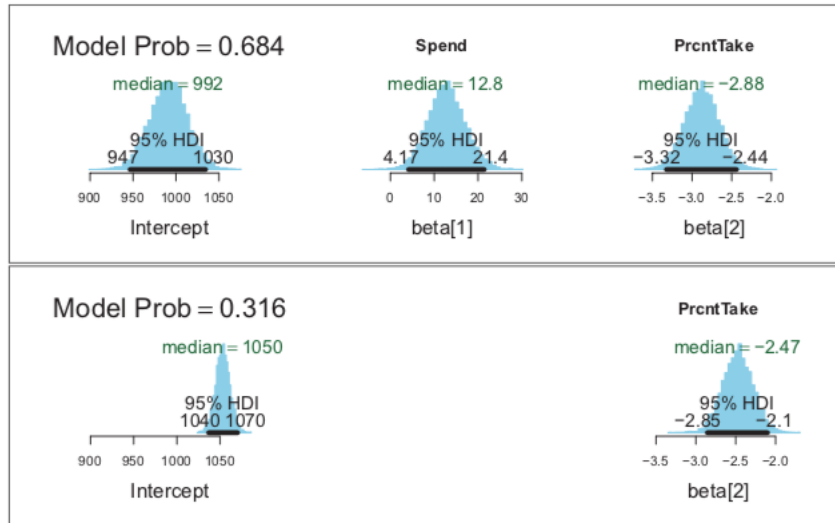 Model Prob = 0.684
Spend
PrcntTake
median = 992
median = 12.8
median = −2.88
95% HDI
95% HDI
95% HDI
947 1030
4.17 21.4
−3.32 −2.44
900 950 1000 1050
0 10 20 30
−3.5 −3.0 −2.5 −2.0
Intercept
beta[1]
beta[2]
Model Prob = 0.316
PrcntTake
median = 1050
median = −2.47
95% HDI
95% HDI
1040 1070
−2.85 −2.1
900 950 1000 1050
−3.5 −3.0 −2.5 −2.0
Intercept
beta[2]